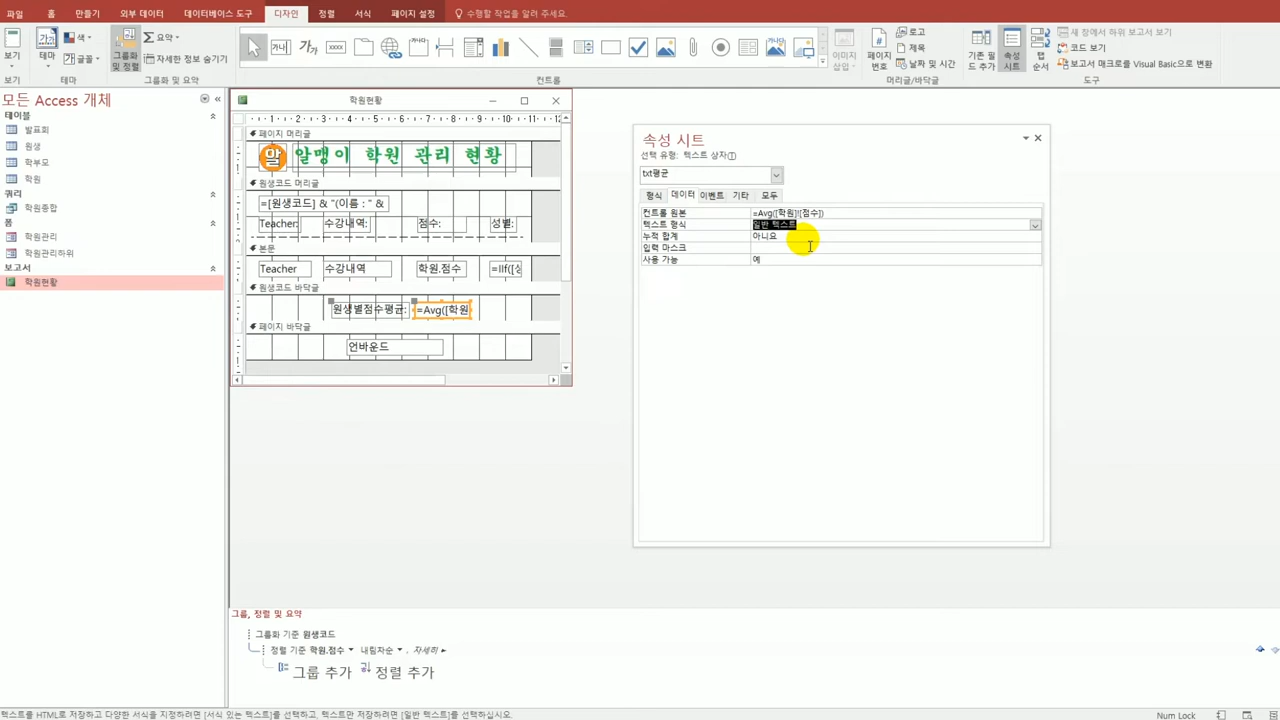 파일 홈 만들기 외부 데이터 데이터베이스 도구 디자인 정렬 서식 페이지 설정 수행할 작업을 알려 주세요.
보기 테마 색 글꼴 그룹화 및 정렬 요약 자세한 정보 숨기기
이미지 삽입 페이지 번호 로고 제목 날짜 및 시간 기존 필드 추가 속성 시트 탭 순서 새 창에서 하위 보고서 보기 코드 보기 보고서 매크로를 Visual Basic으로 변환
보기 테마 그룹화 및 요약 컨트롤 머리글/바닥글 도구
모든 Access 개체
테이블
발표회
원생
학부모
학원
쿼리
학원종합
폼
학원관리
학원관리하위
보고서
학원현황
학원현황
1 2 3 4 5 6 7 8 9 10 11 12
페이지 머리글
알 알맹이 학원 관리 현황
원생코드 머리글
=[원생코드] & "(이름 : " &
Teacher: 수강내역: 점수: 성별:
본문
Teacher 수강내역 학원.점수 =IIf([성
원생코드 바닥글
원생별점수평균: =Avg([학원
페이지 바닥글
언바운드
속성 시트
선택 유형: 텍스트 상자(I)
txt평균
형식 데이터 이벤트 기타 모두
컨트롤 원본 =Avg([학원]![점수])
텍스트 형식 일반 텍스트
누적 합계 아니요
입력 마스크
사용 가능 예
그룹, 정렬 및 요약
그룹화 기준 원생코드
정렬 기준 학원.점수 내림차순 , 자세히
그룹 추가 정렬 추가
텍스트를 HTML로 저장하고 다양한 서식을 지정하려면 [서식 있는 텍스트]를 선택하고, 텍스트만 저장하려면 [일반 텍스트]를 선택하십시오. Num Lock